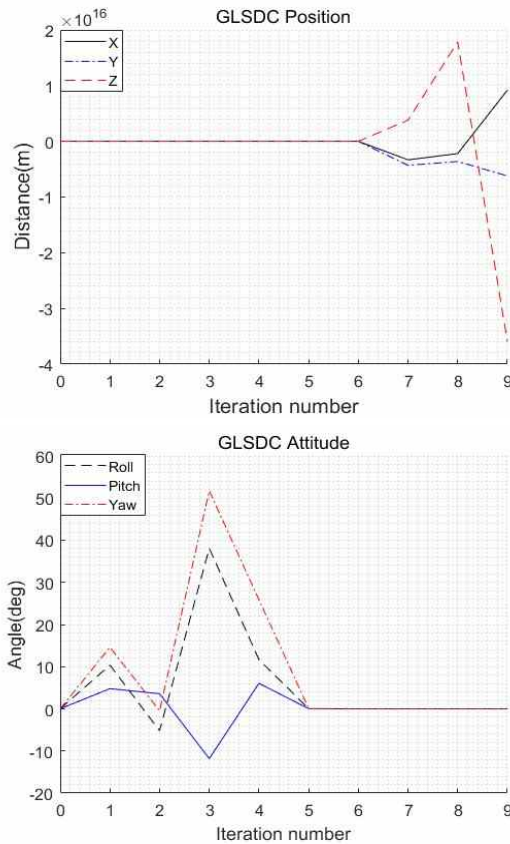 GLSDC Position
×10^16
2
1
0
-1
-2
-3
-4
X
Y
Z
Distance(m)
0 1 2 3 4 5 6 7 8 9
Iteration number
GLSDC Attitude
60
50
40
30
20
10
0
-10
-20
Roll
Pitch
Yaw
Angle(deg)
0 1 2 3 4 5 6 7 8 9
Iteration number